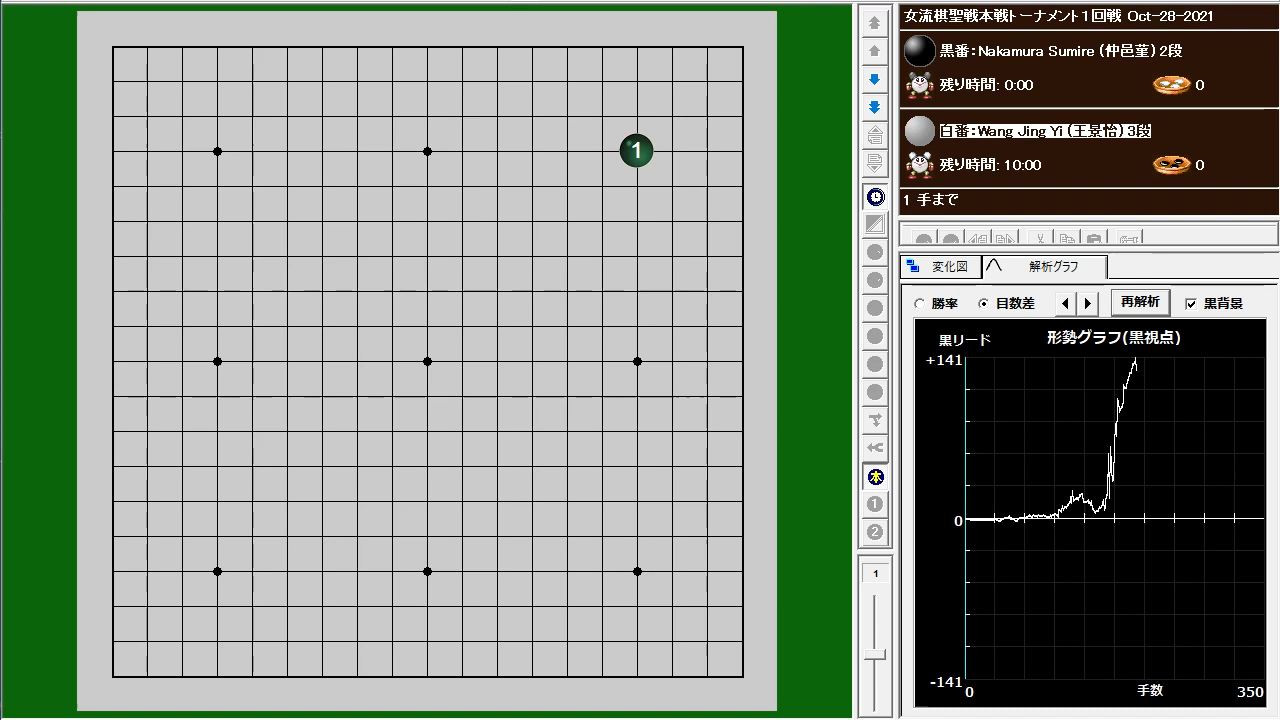 女流棋聖戦本戦トーナメント1回戦 Oct-28-2021
黒番:Nakamura Sumire (仲邑菫) 2段
残り時間: 0:00
0
白番:Wang Jing Yi (王景怡) 3段
残り時間: 10:00
0
1 手まで
1
変化図
解析グラフ
勝率
目数差
再解析
黒背景
黒リード
形勢グラフ(黒視点)
+141
0
-141
0
手数
350
本
1
2
1